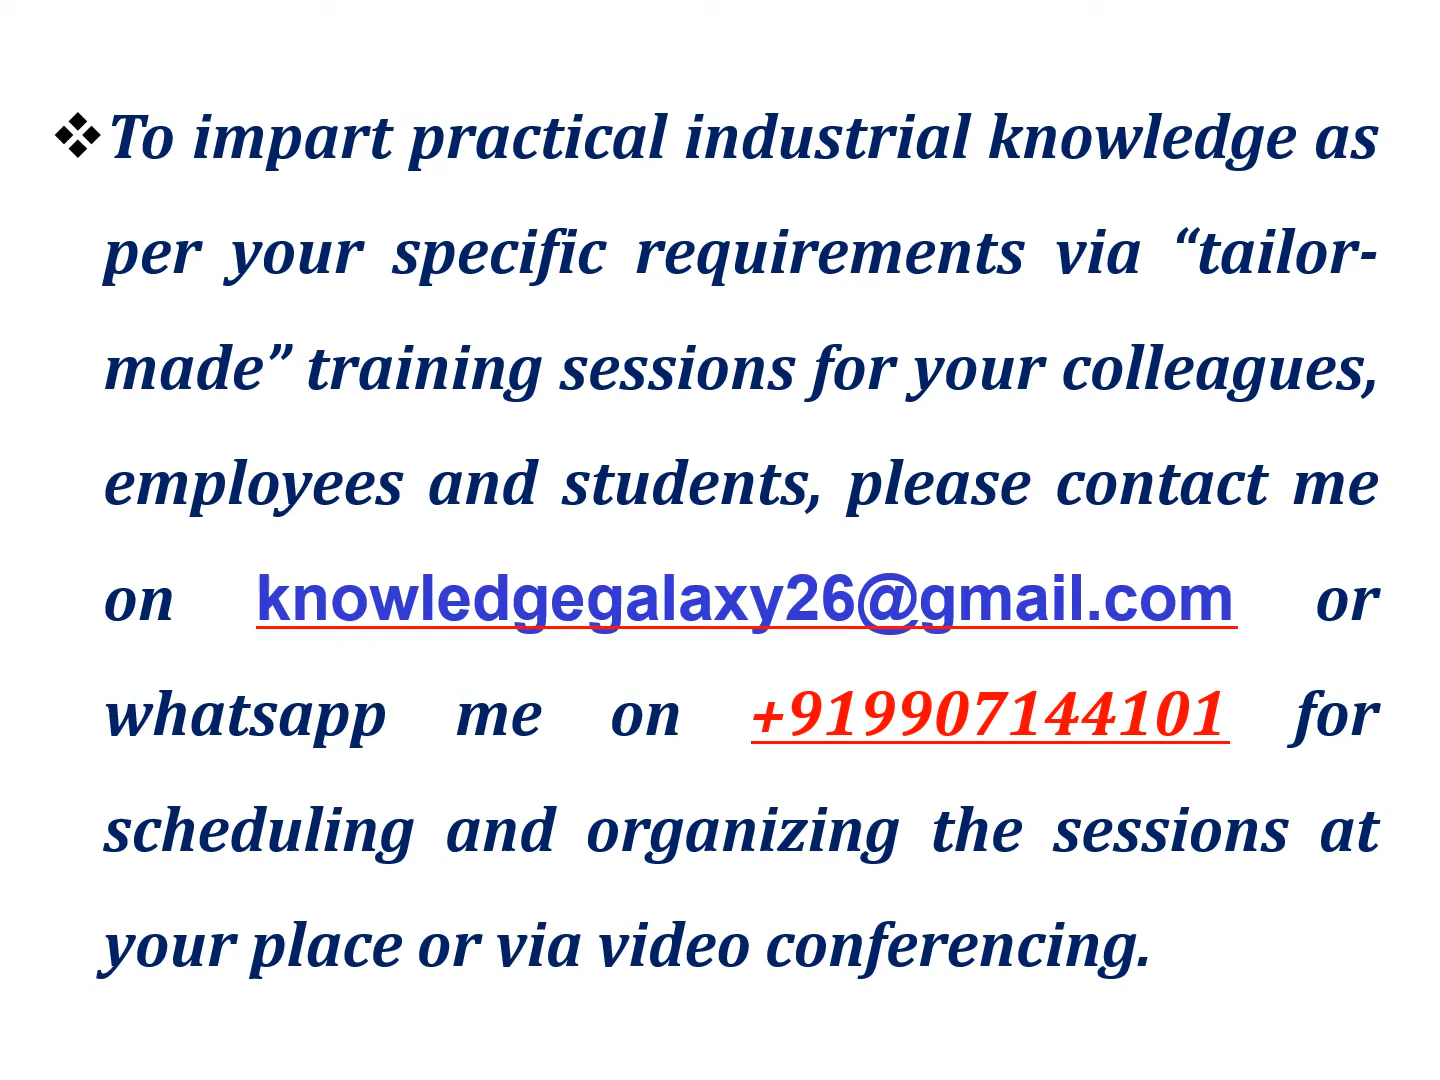 ❖To impart practical industrial knowledge as
per your specific requirements via “tailor-
made” training sessions for your colleagues,
employees and students, please contact me
on knowledgegalaxy26@gmail.com or
whatsapp me on +919907144101 for
scheduling and organizing the sessions at
your place or via video conferencing.